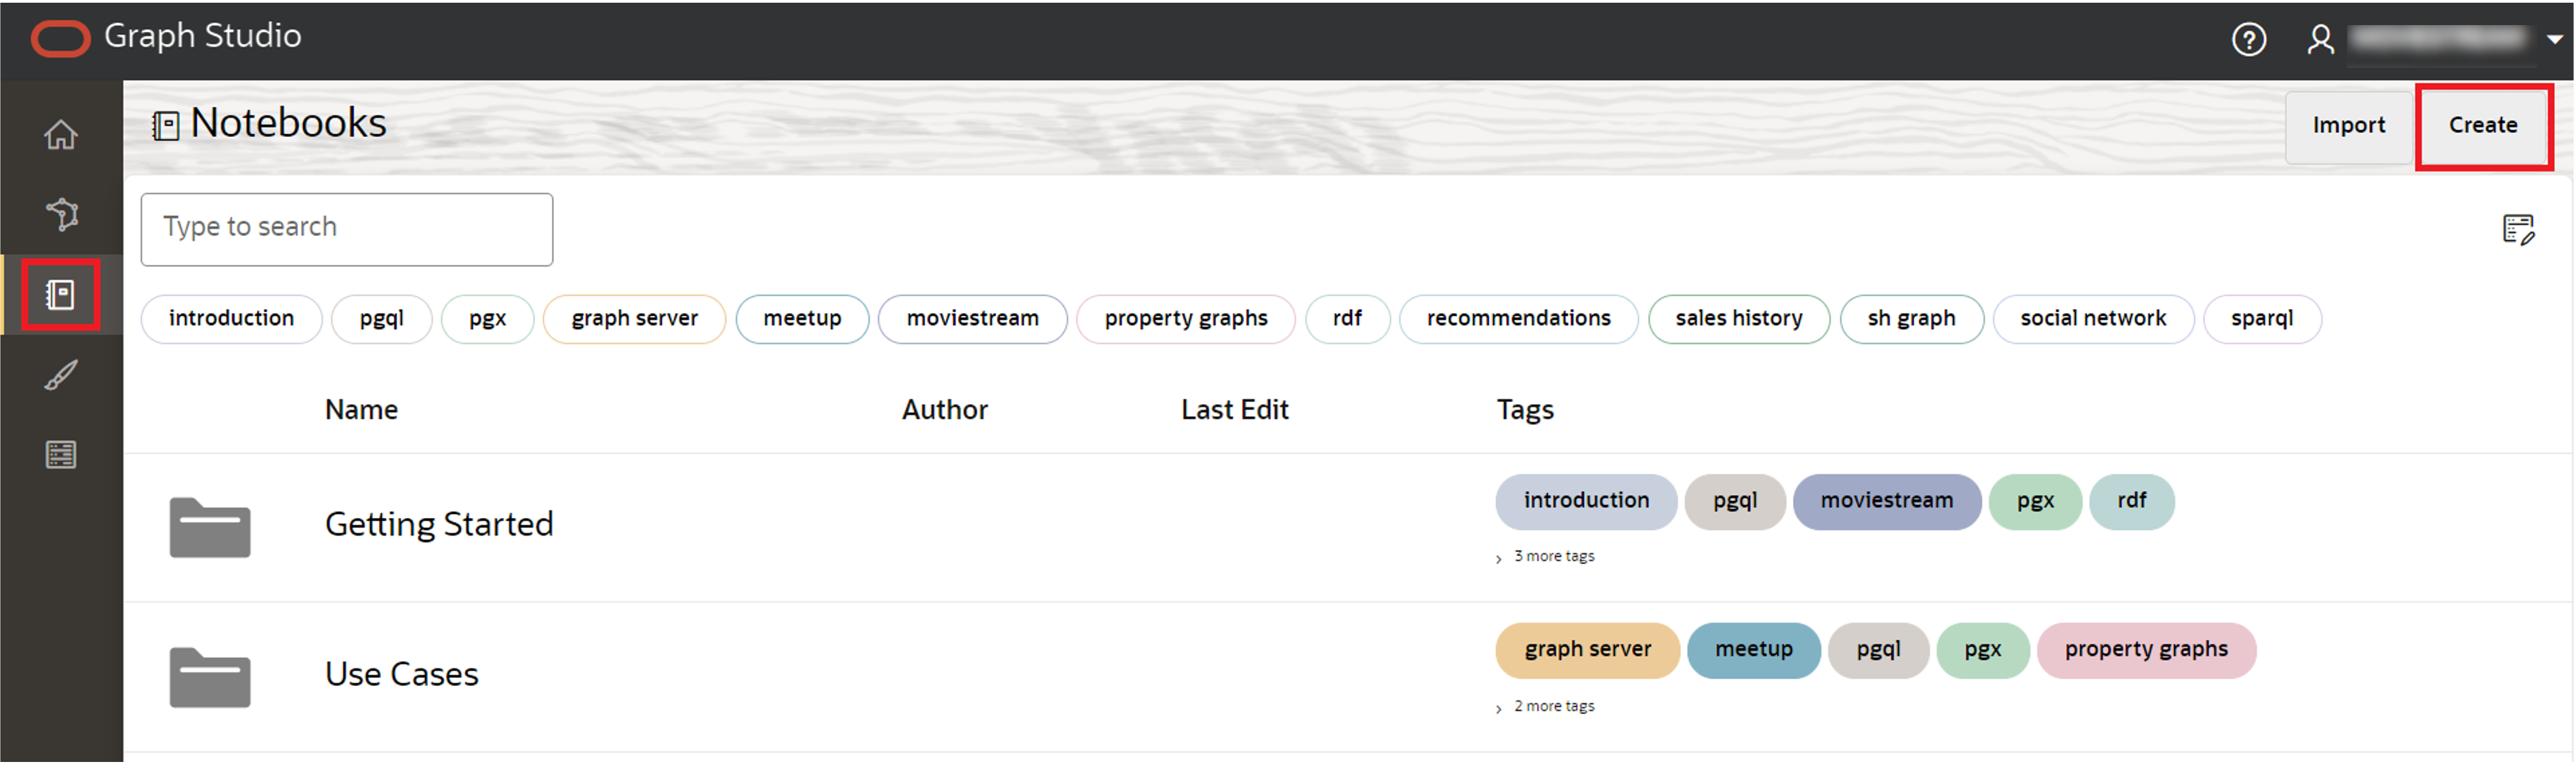 Graph Studio
Notebooks
Import Create
Type to search
introduction pgql pgx graph server meetup moviestream property graphs rdf recommendations sales history sh graph social network sparql
Name Author Last Edit Tags
Getting Started introduction pgql moviestream pgx rdf
3 more tags
Use Cases graph server meetup pgql pgx property graphs
2 more tags